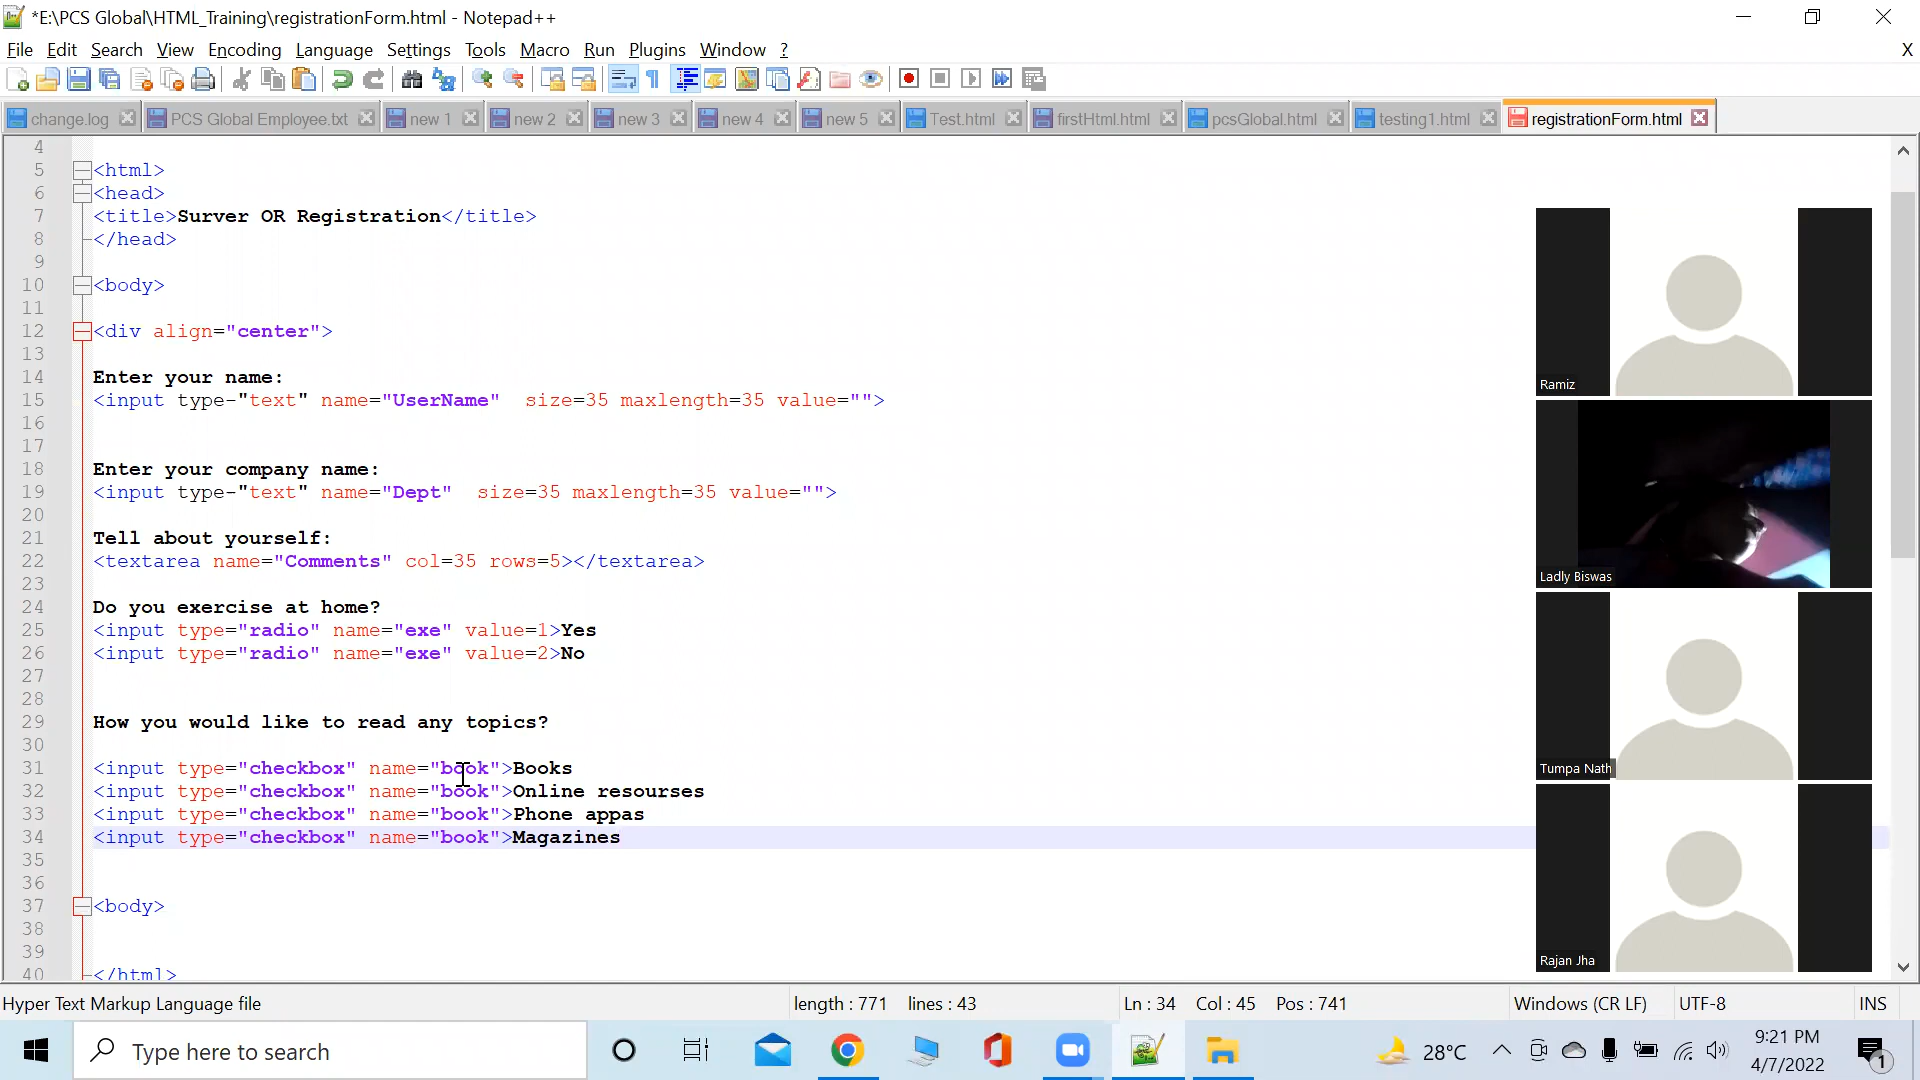 *E:\PCS Global\HTML_Training\registrationForm.html - Notepad++
File Edit Search View Encoding Language Settings Tools Macro Run Plugins Window ? X
change.log PCS Global Employee.txt new 1 new 2 new 3 new 4 new 5 Test.html firstHtml.html pcsGlobal.html testing1.html registrationForm.html
4
5 <html>
6 <head>
7 <title>Surver OR Registration</title>
8 </head>
9
10 <body>
11
12 <div align="center">
13
14 Enter your name:
15 <input type-"text" name="UserName"  size=35 maxlength=35 value="">
16
17
18 Enter your company name:
19 <input type-"text" name="Dept"  size=35 maxlength=35 value="">
20
21 Tell about yourself:
22 <textarea name="Comments" col=35 rows=5></textarea>
23
24 Do you exercise at home?
25 <input type="radio" name="exe" value=1>Yes
26 <input type="radio" name="exe" value=2>No
27
28
29 How you would like to read any topics?
30
31 <input type="checkbox" name="book">Books
32 <input type="checkbox" name="book">Online resourses
33 <input type="checkbox" name="book">Phone appas
34 <input type="checkbox" name="book">Magazines
35
36
37 <body>
38
39
40 </html>
Ramiz
Ladly Biswas
Tumpa Nath
Rajan Jha
Hyper Text Markup Language file length : 771 lines : 43 Ln : 34 Col : 45 Pos : 741 Windows (CR LF) UTF-8 INS
Type here to search 28°C 9:21 PM
4/7/2022
1